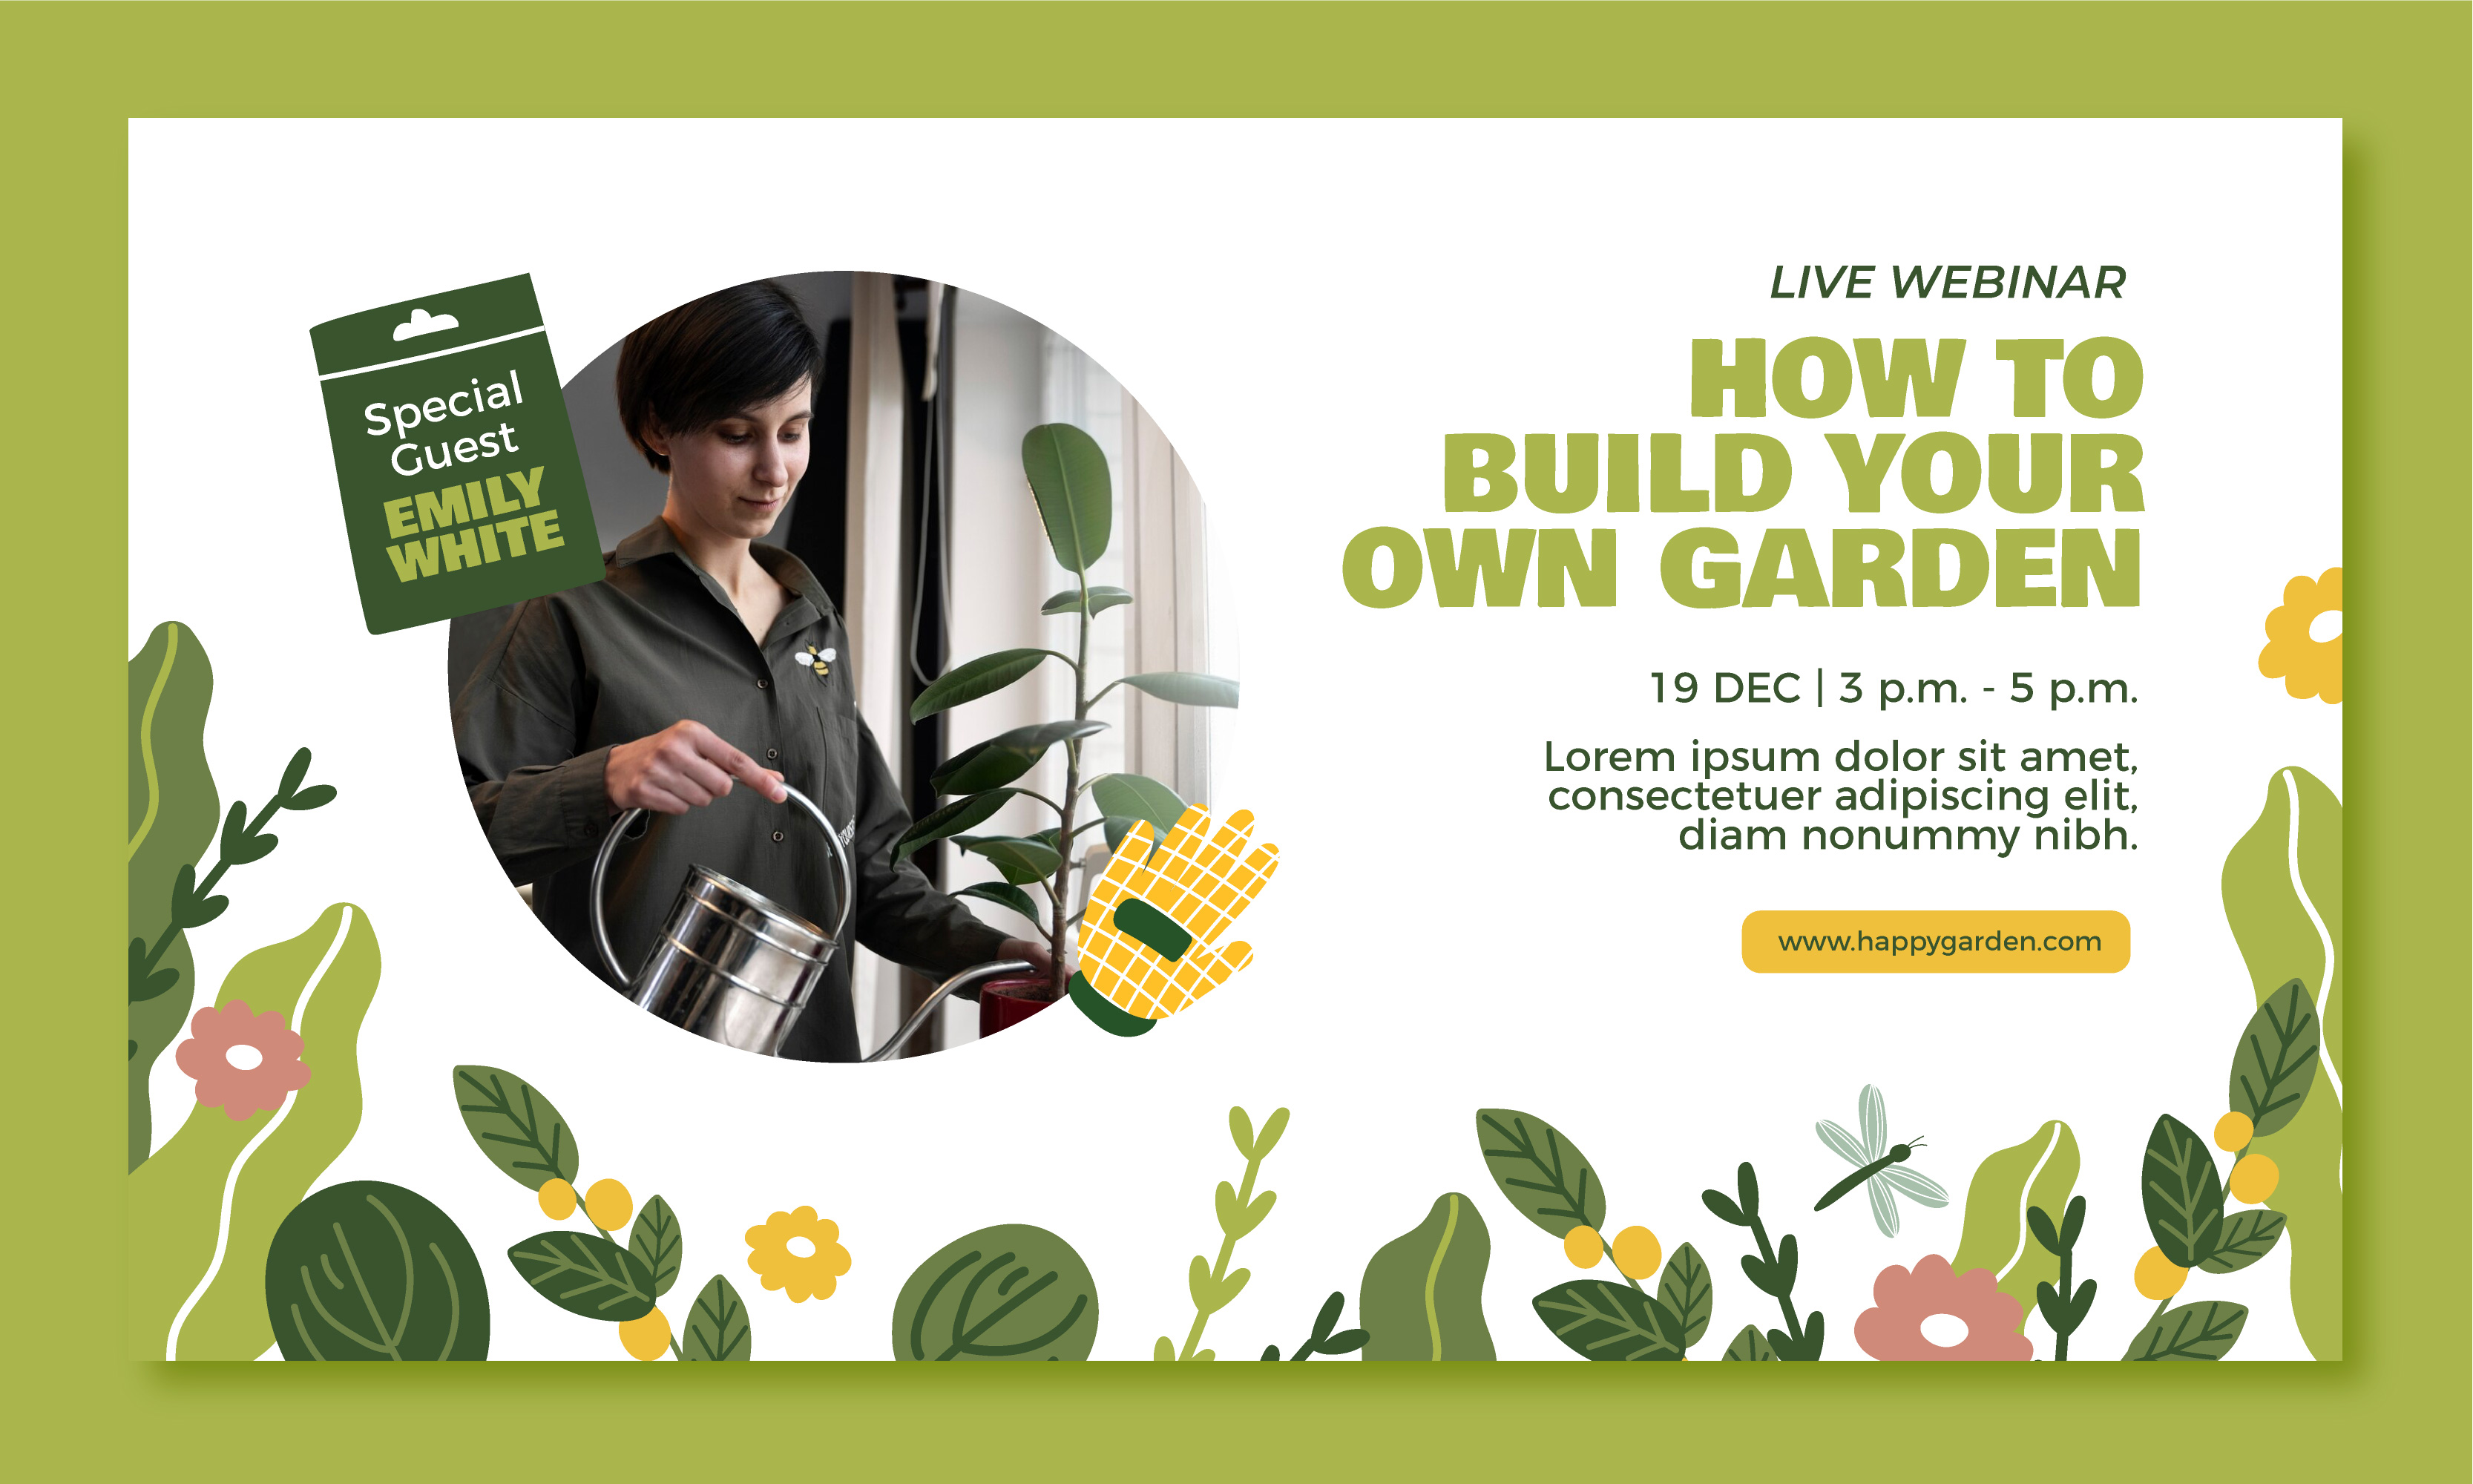 Special
Guest
EMILY
WHITE
LIVE WEBINAR
HOW TO
BUILD YOUR
OWN GARDEN
19 DEC | 3 p.m. - 5 p.m.
Lorem ipsum dolor sit amet,
consectetuer adipiscing elit,
diam nonummy nibh.
www.happygarden.com